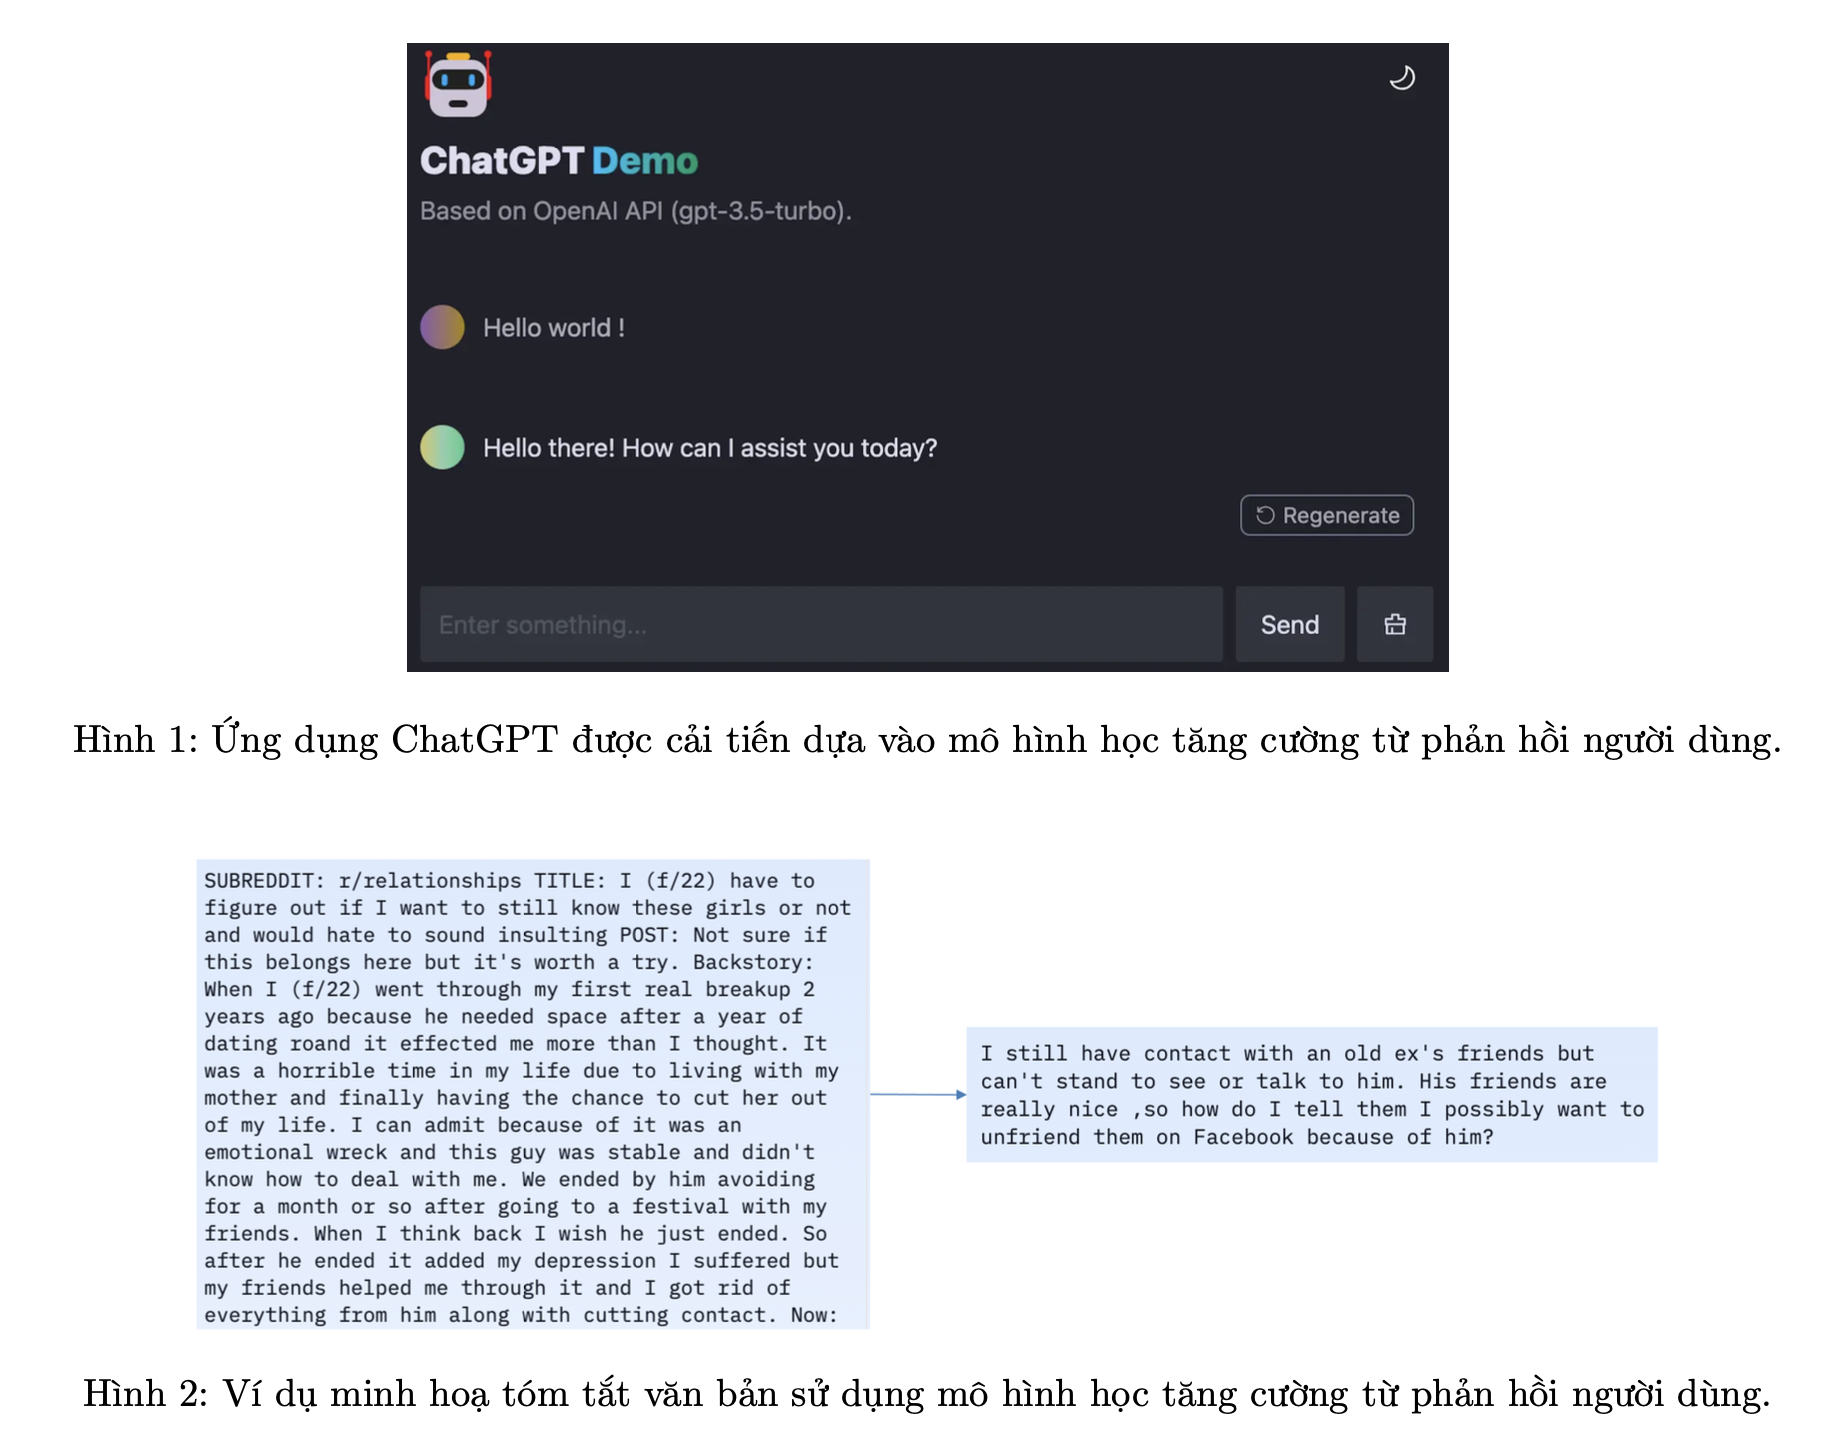 ChatGPT Demo
Based on OpenAI API (gpt-3.5-turbo).
Hello world !
Hello there! How can I assist you today?
Regenerate
Enter something...
Send
Hình 1: Ứng dụng ChatGPT được cải tiến dựa vào mô hình học tăng cường từ phản hồi người dùng.
SUBREDDIT: r/relationships TITLE: I (f/22) have to
figure out if I want to still know these girls or not
and would hate to sound insulting POST: Not sure if
this belongs here but it's worth a try. Backstory:
When I (f/22) went through my first real breakup 2
years ago because he needed space after a year of
dating roand it effected me more than I thought. It
was a horrible time in my life due to living with my
mother and finally having the chance to cut her out
of my life. I can admit because of it was an
emotional wreck and this guy was stable and didn't
know how to deal with me. We ended by him avoiding
for a month or so after going to a festival with my
friends. When I think back I wish he just ended. So
after he ended it added my depression I suffered but
my friends helped me through it and I got rid of
everything from him along with cutting contact. Now:
I still have contact with an old ex's friends but
can't stand to see or talk to him. His friends are
really nice ,so how do I tell them I possibly want to
unfriend them on Facebook because of him?
Hình 2: Ví dụ minh hoạ tóm tắt văn bản sử dụng mô hình học tăng cường từ phản hồi người dùng.